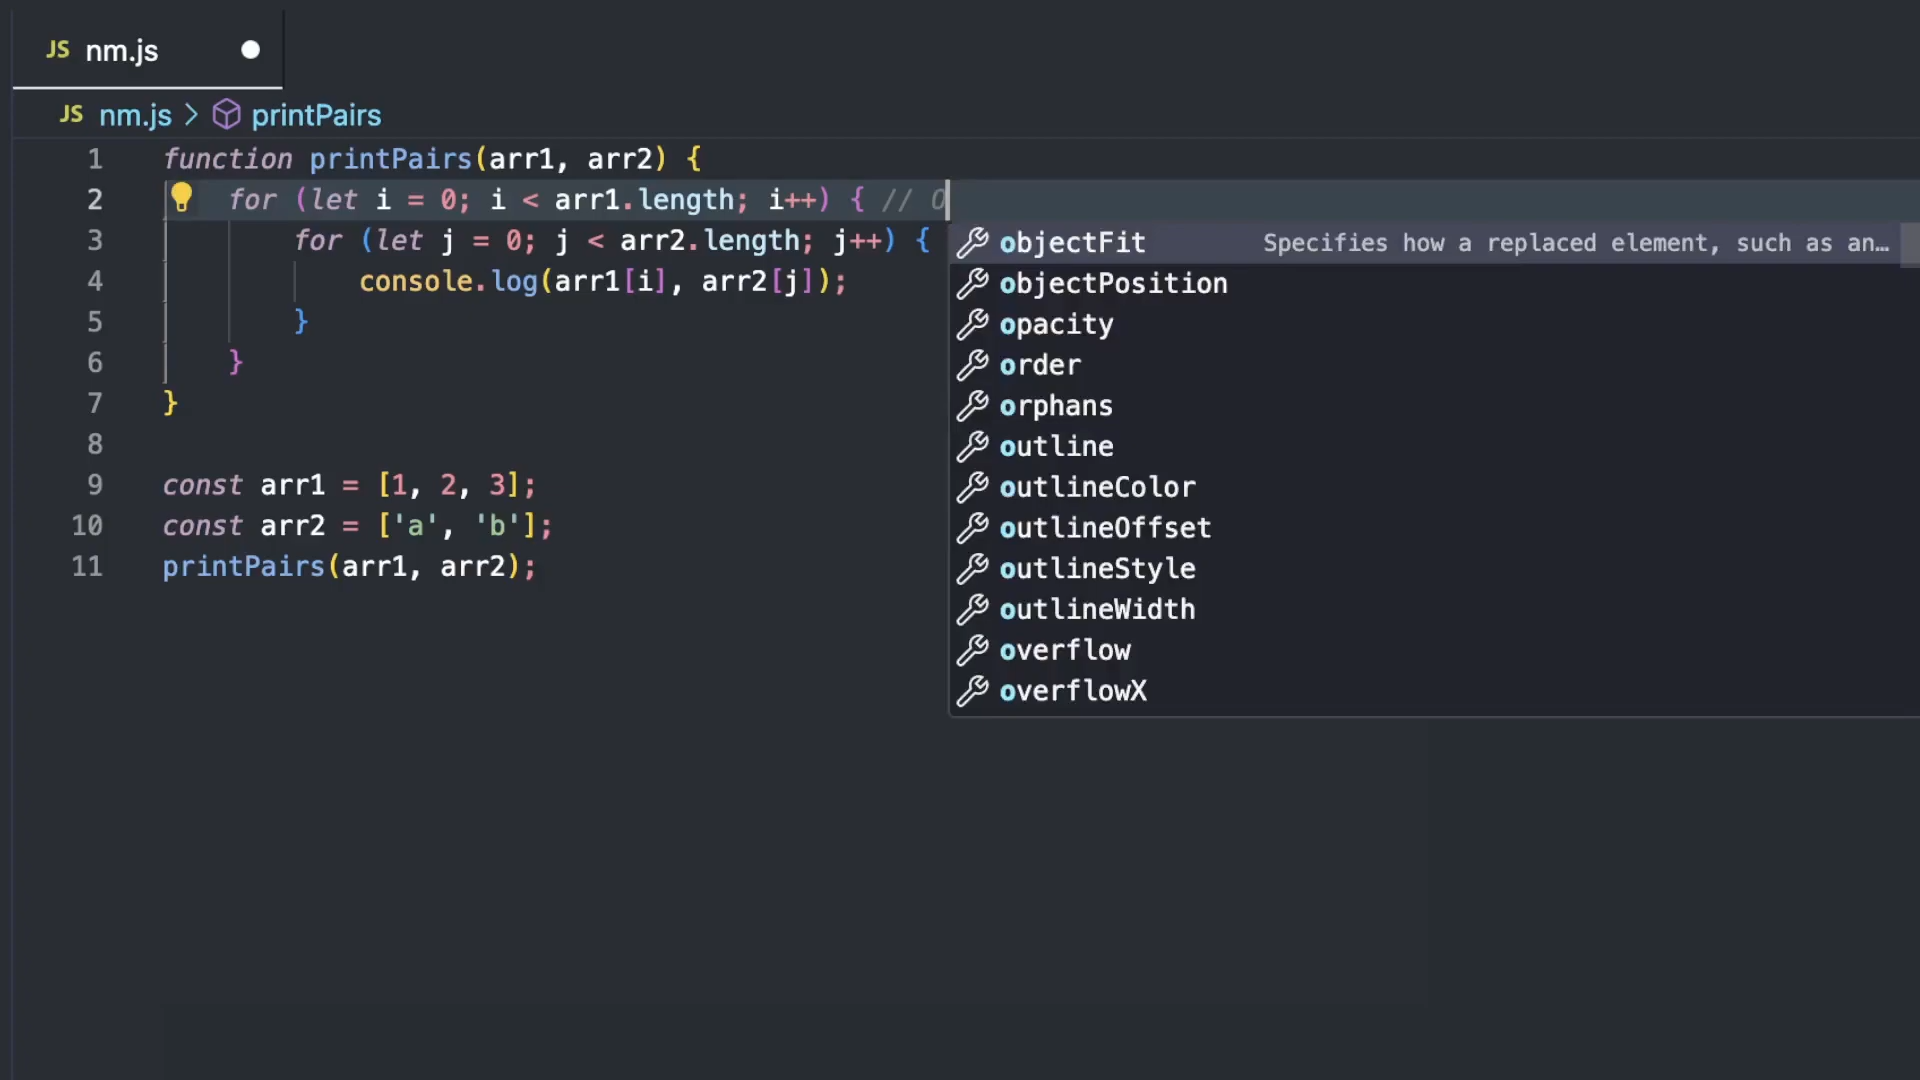 JS nm.js
JS nm.js > printPairs
1 function printPairs(arr1, arr2) {
2 for (let i = 0; i < arr1.length; i++) { // O
3 for (let j = 0; j < arr2.length; j++) {
4 console.log(arr1[i], arr2[j]);
5 }
6 }
7 }
8
9 const arr1 = [1, 2, 3];
10 const arr2 = ['a', 'b'];
11 printPairs(arr1, arr2);
objectFit Specifies how a replaced element, such as an…
objectPosition
opacity
order
orphans
outline
outlineColor
outlineOffset
outlineStyle
outlineWidth
overflow
overflowX